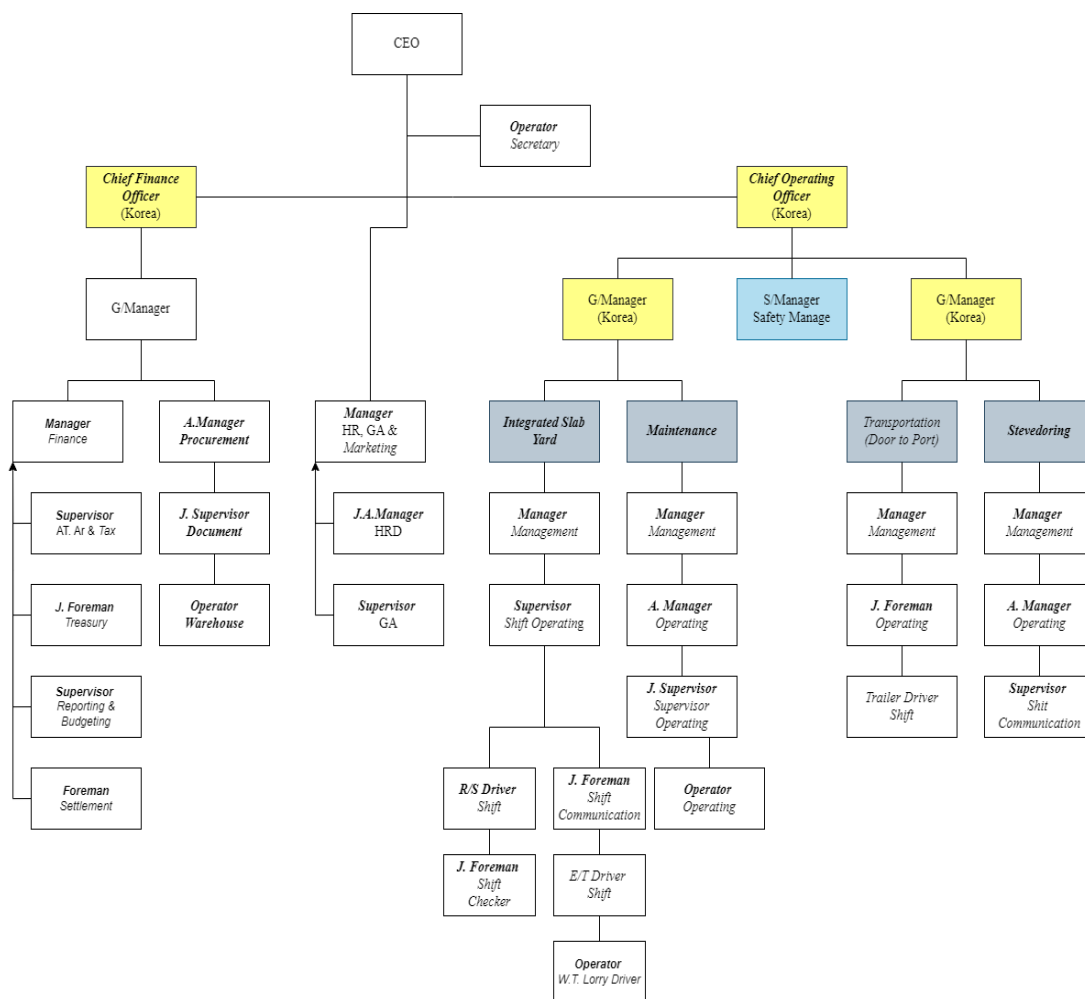 CEO
Operator
Secretary
Chief Finance
Officer
(Korea)
Chief Operating
Officer
(Korea)
G/Manager
G/Manager
(Korea)
S/Manager
Safety Manage
G/Manager
(Korea)
Manager
Finance
A.Manager
Procurement
Manager
HR, GA &
Marketing
Integrated Slab
Yard
Maintenance
Transportation
(Door to Port)
Stevedoring
Supervisor
AT. Ar & Tax
J. Supervisor
Document
J.A.Manager
HRD
Manager
Management
Manager
Management
Manager
Management
Manager
Management
J. Foreman
Treasury
Operator
Warehouse
Supervisor
GA
Supervisor
Shift Operating
A. Manager
Operating
J. Foreman
Operating
A. Manager
Operating
Supervisor
Reporting &
Budgeting
J. Supervisor
Supervisor
Operating
Trailer Driver
Shift
Supervisor
Shit
Communication
Foreman
Settlement
R/S Driver
Shift
J. Foreman
Shift
Communication
Operator
Operating
J. Foreman
Shift
Checker
E/T Driver
Shift
Operator
W.T. Lorry Driver